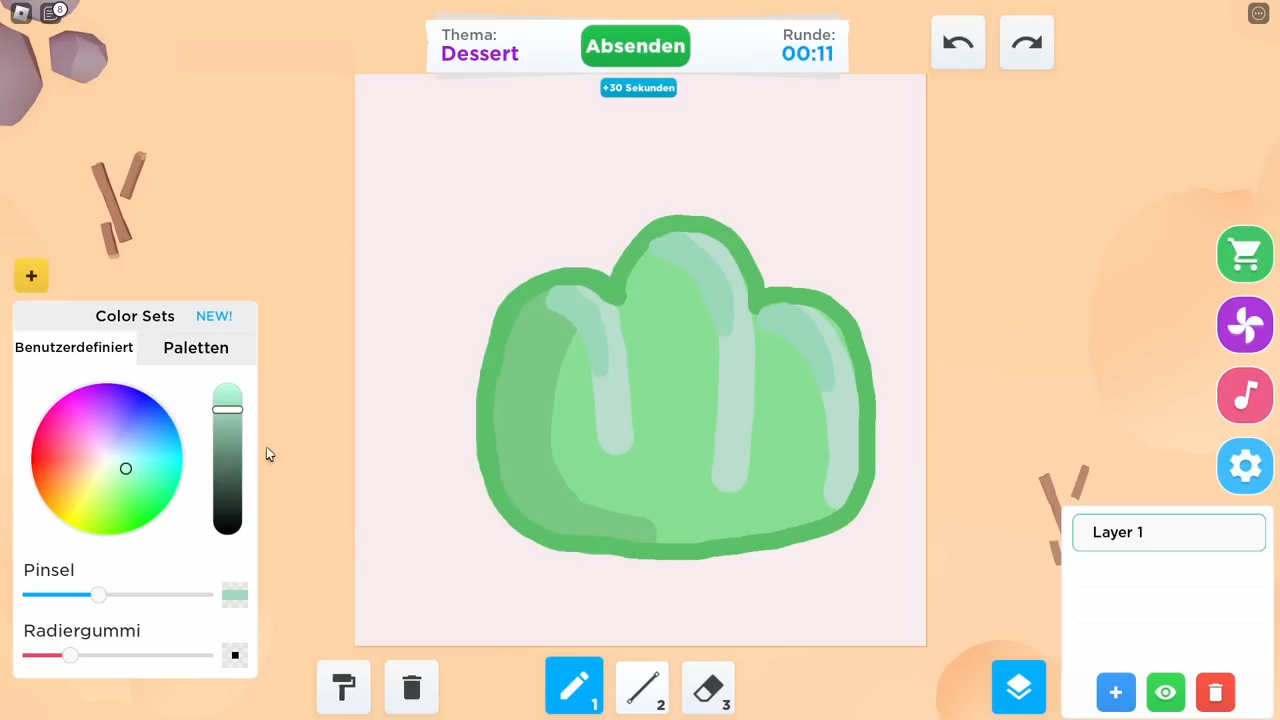 8
Thema:
Dessert
Absenden
Runde:
00:11
+30 Sekunden
+
Color Sets NEW!
Benutzerdefiniert Paletten
Pinsel
Radiergummi
1
2
3
Layer 1
+